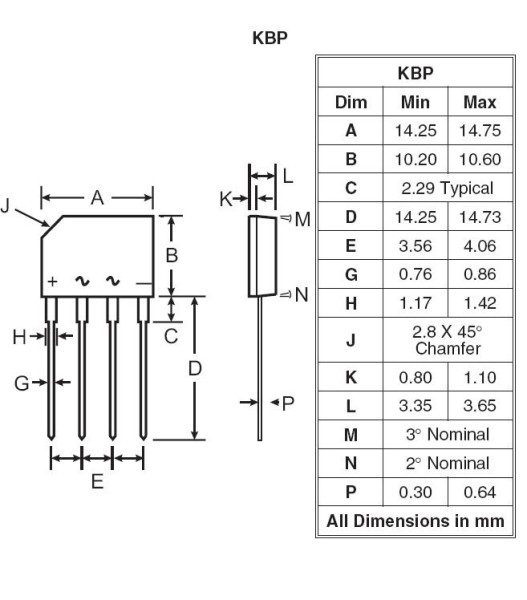 KBP
KBP
Dim Min Max
A 14.25 14.75
B 10.20 10.60
C 2.29 Typical
D 14.25 14.73
E 3.56 4.06
G 0.76 0.86
H 1.17 1.42
J 2.8 X 45° Chamfer
K 0.80 1.10
L 3.35 3.65
M 3° Nominal
N 2° Nominal
P 0.30 0.64
All Dimensions in mm
A
L
K
J
M
B
+ ~ ~ –
N
H
C
D
G
P
E